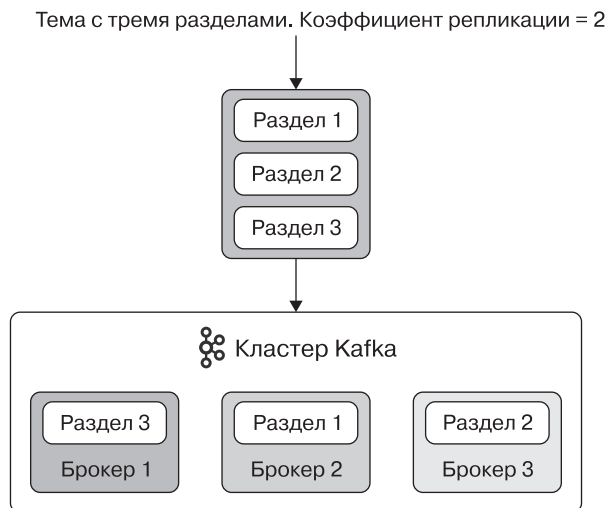 Тема с тремя разделами. Коэффициент репликации = 2
Раздел 1
Раздел 2
Раздел 3
Кластер Kafka
Раздел 3
Брокер 1
Раздел 1
Брокер 2
Раздел 2
Брокер 3